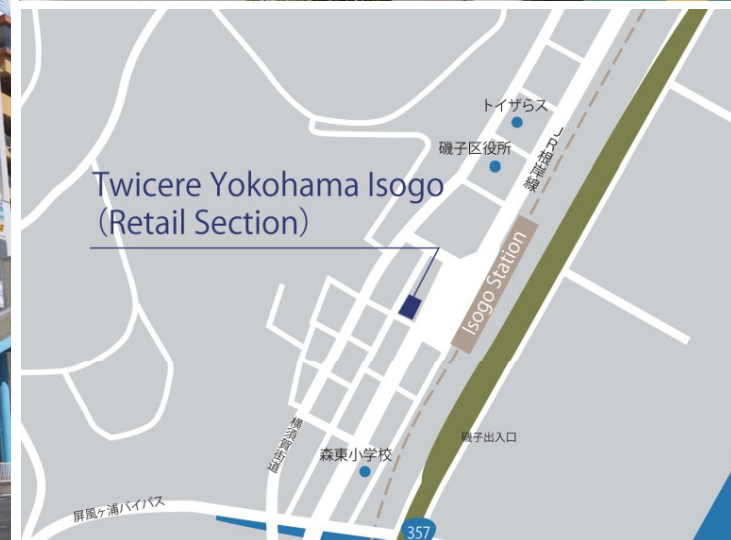 トイザらス
磯子区役所
JR根岸線
Twicere Yokohama Isogo
(Retail Section)
Isogo Station
横須賀街道
磯子出入口
森東小学校
屏風ヶ浦バイパス
357